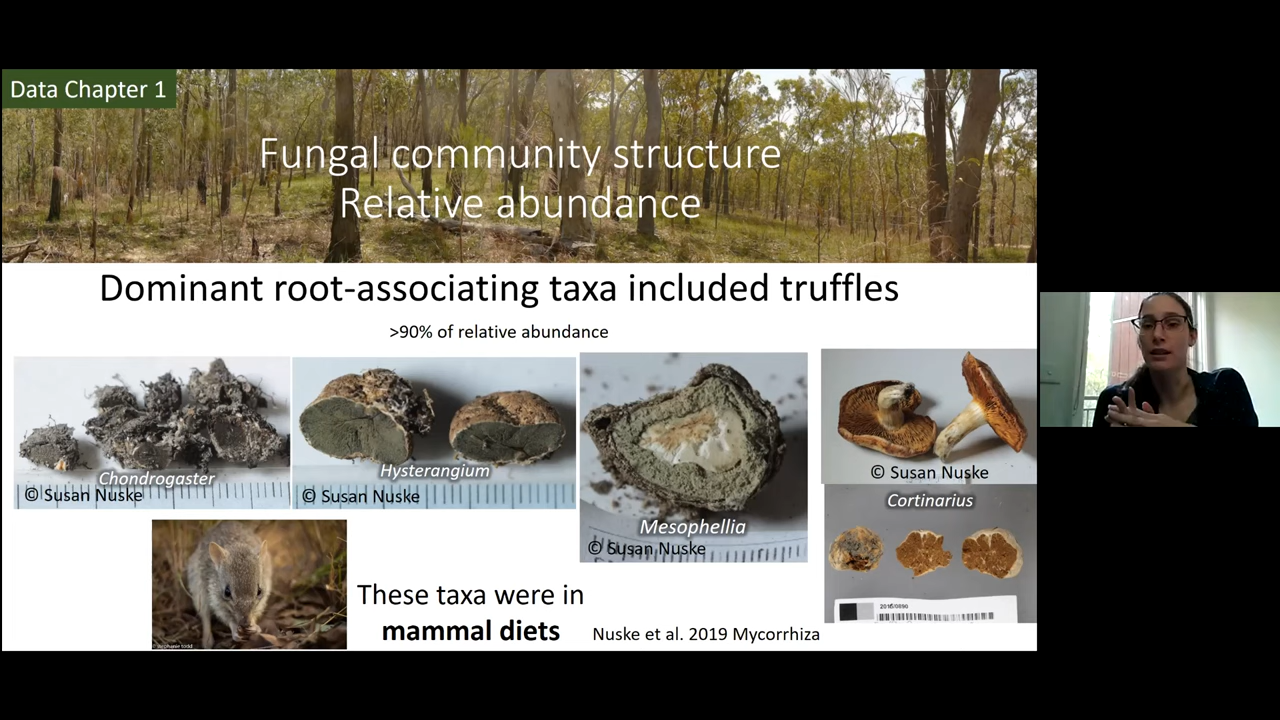 Data Chapter 1
Fungal community structure
Relative abundance
Dominant root-associating taxa included truffles
>90% of relative abundance
Chondrogaster
© Susan Nuske
Hysterangium
© Susan Nuske
Mesophellia
© Susan Nuske
© Susan Nuske
Cortinarius
2016/0890
These taxa were in
mammal diets
Nuske et al. 2019 Mycorrhiza